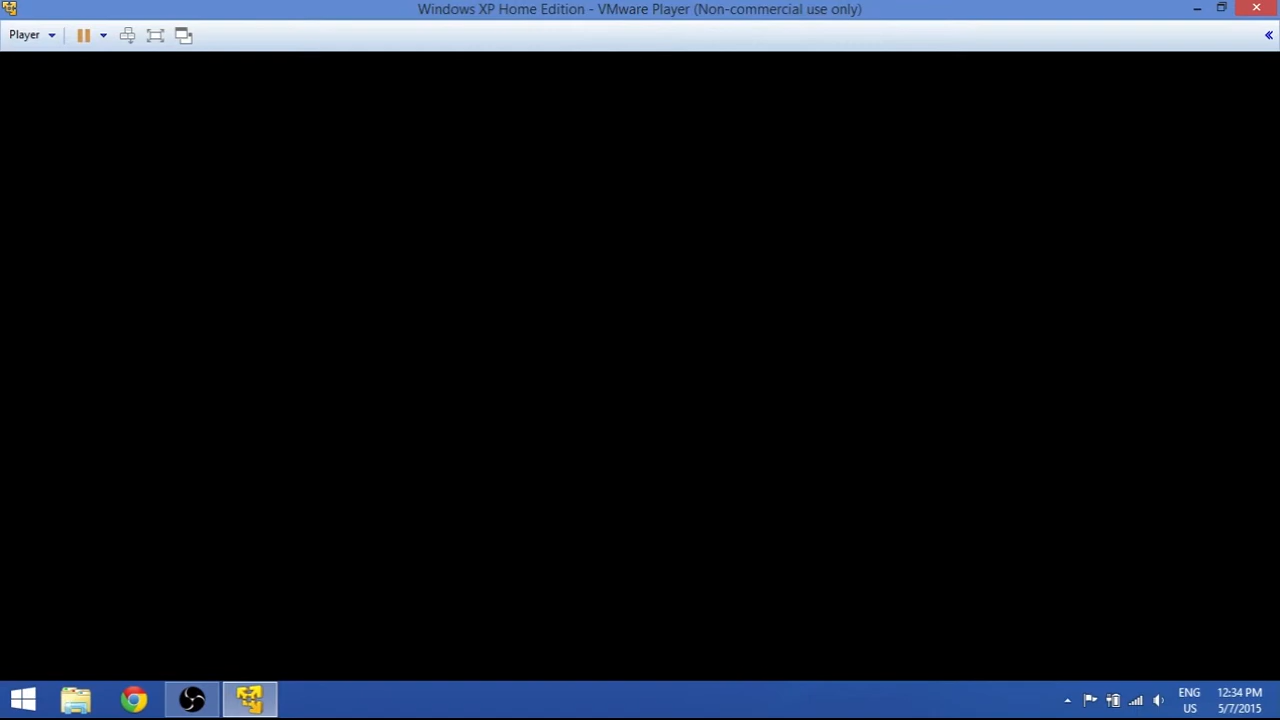 Windows XP Home Edition - VMware Player (Non-commercial use only)
Player
ENG
US
12:34 PM
5/7/2015